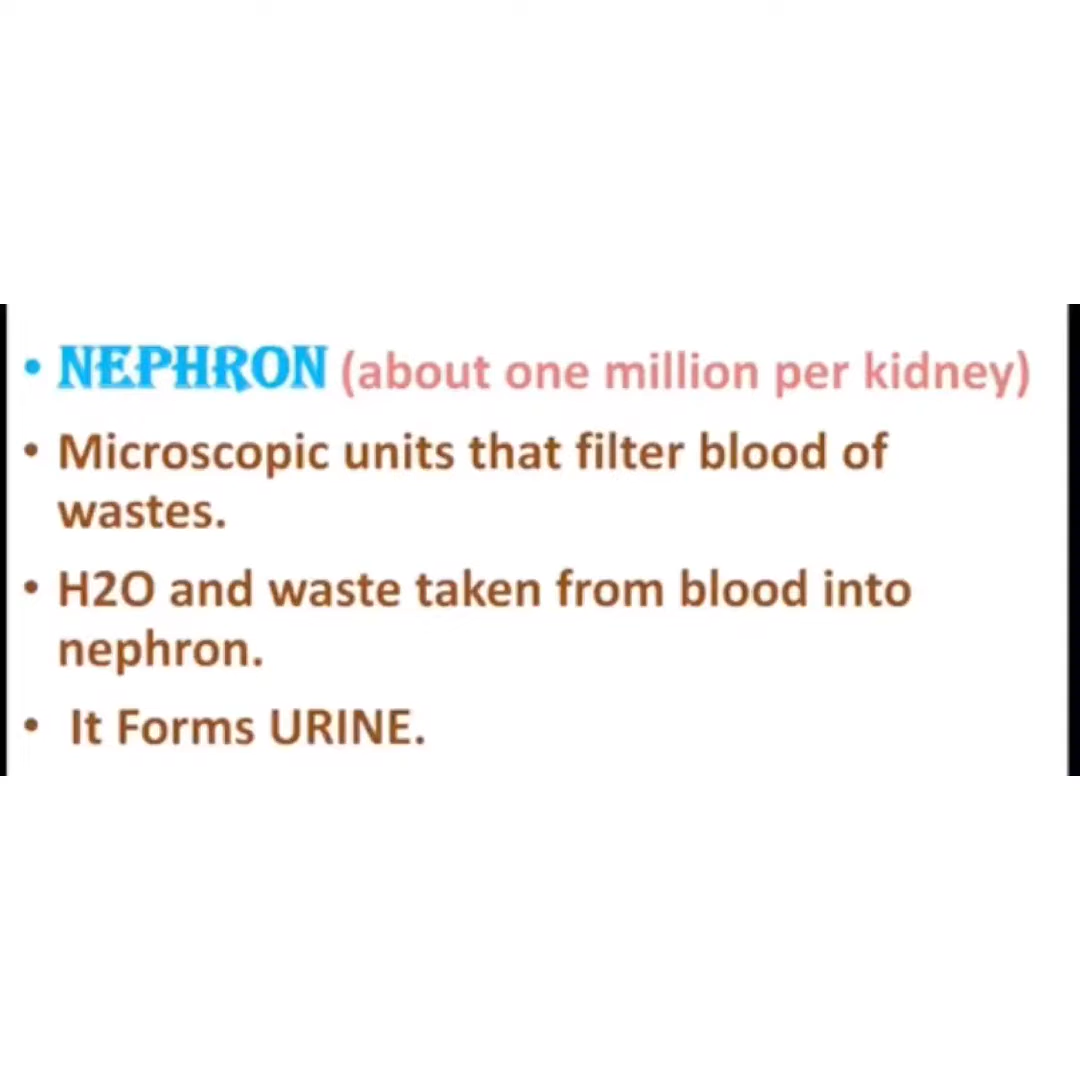 • NEPHRON (about one million per kidney)
• Microscopic units that filter blood of
wastes.
• H2O and waste taken from blood into
nephron.
• It Forms URINE.